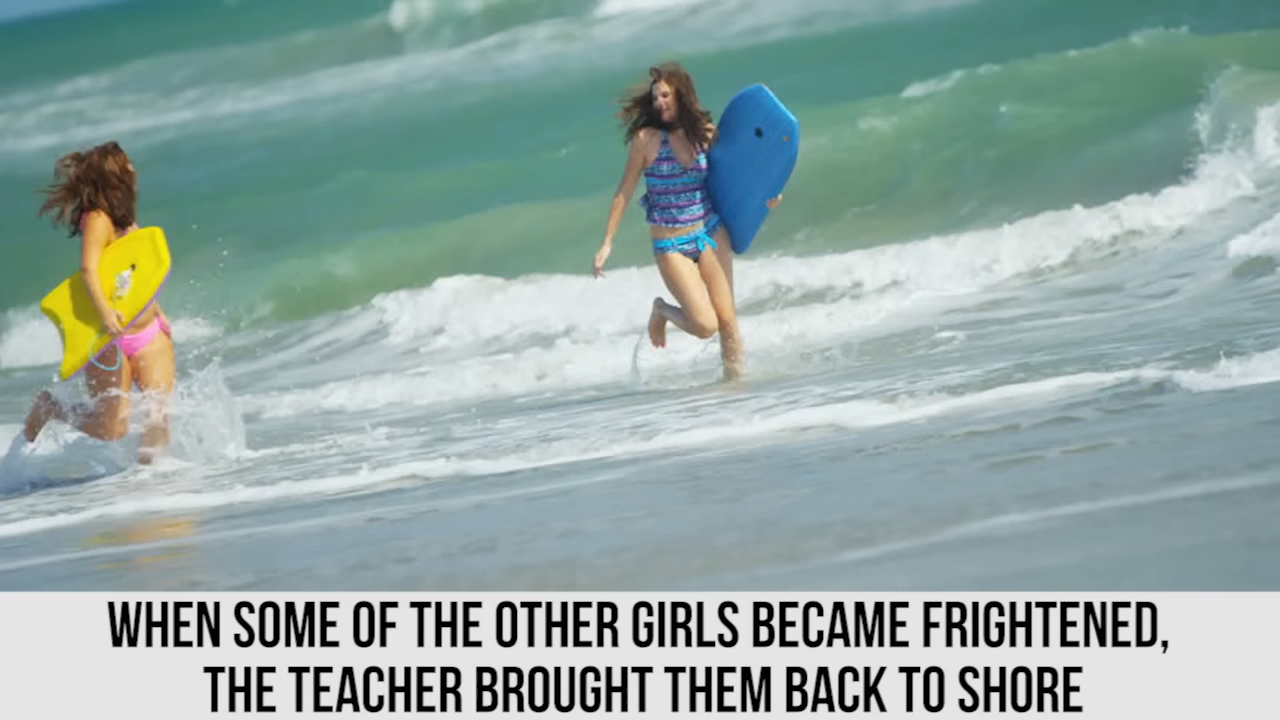 WHEN SOME OF THE OTHER GIRLS BECAME FRIGHTENED,
THE TEACHER BROUGHT THEM BACK TO SHORE